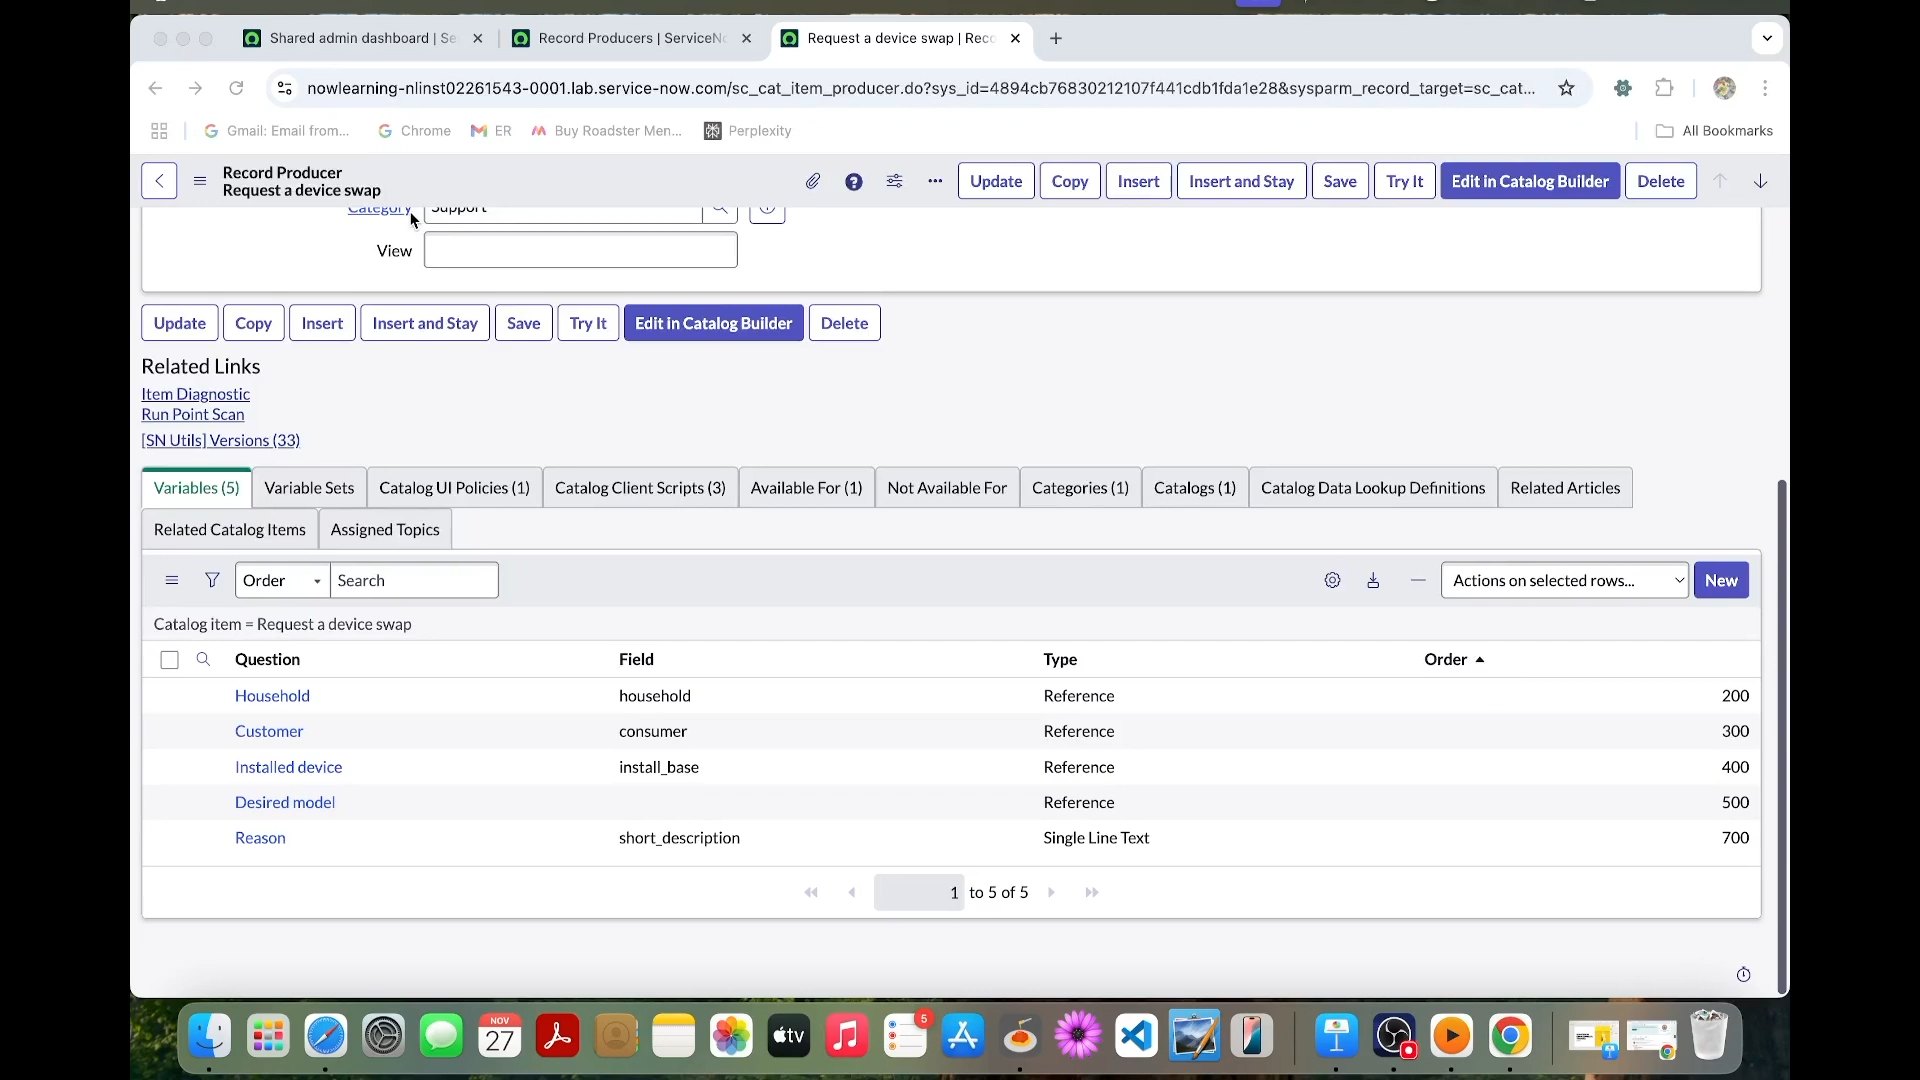 Shared admin dashboard | Se
Record Producers | ServiceNo
Request a device swap | Reco
nowlearning-nlinst02261543-0001.lab.service-now.com/sc_cat_item_producer.do?sys_id=4894cb76830212107f441cdb1fda1e28&sysparm_record_target=sc_cat...
Gmail: Email from...
Chrome
ER
Buy Roadster Men...
Perplexity
All Bookmarks
Record Producer
Request a device swap
Update
Copy
Insert
Insert and Stay
Save
Try It
Edit in Catalog Builder
Delete
Category
Support
View
Update
Copy
Insert
Insert and Stay
Save
Try It
Edit in Catalog Builder
Delete
Related Links
Item Diagnostic
Run Point Scan
[SN Utils] Versions (33)
Variables (5)
Variable Sets
Catalog UI Policies (1)
Catalog Client Scripts (3)
Available For (1)
Not Available For
Categories (1)
Catalogs (1)
Catalog Data Lookup Definitions
Related Articles
Related Catalog Items
Assigned Topics
Order
Search
Actions on selected rows...
New
Catalog item = Request a device swap
Question Field Type Order
Household household Reference 200
Customer consumer Reference 300
Installed device install_base Reference 400
Desired model Reference 500
Reason short_description Single Line Text 700
1 to 5 of 5
NOV
27
tv
5